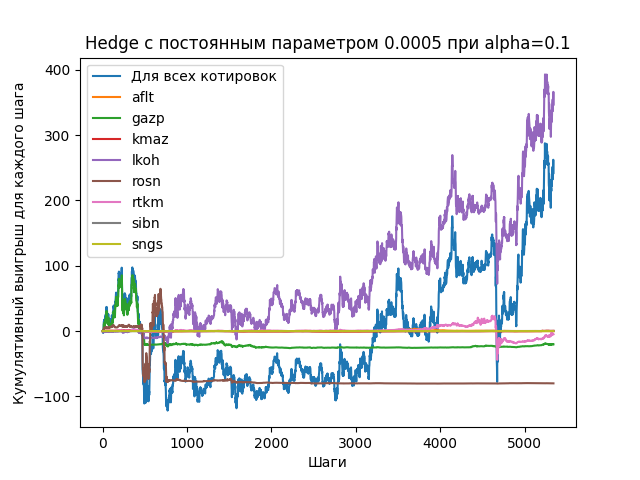 Hedge с постоянным параметром 0.0005 при alpha=0.1
Кумулятивный выигрыш для каждого шага
400
300
200
100
0
−100
Для всех котировок
aflt
gazp
kmaz
lkoh
rosn
rtkm
sibn
sngs
0
1000
2000
3000
4000
5000
Шаги